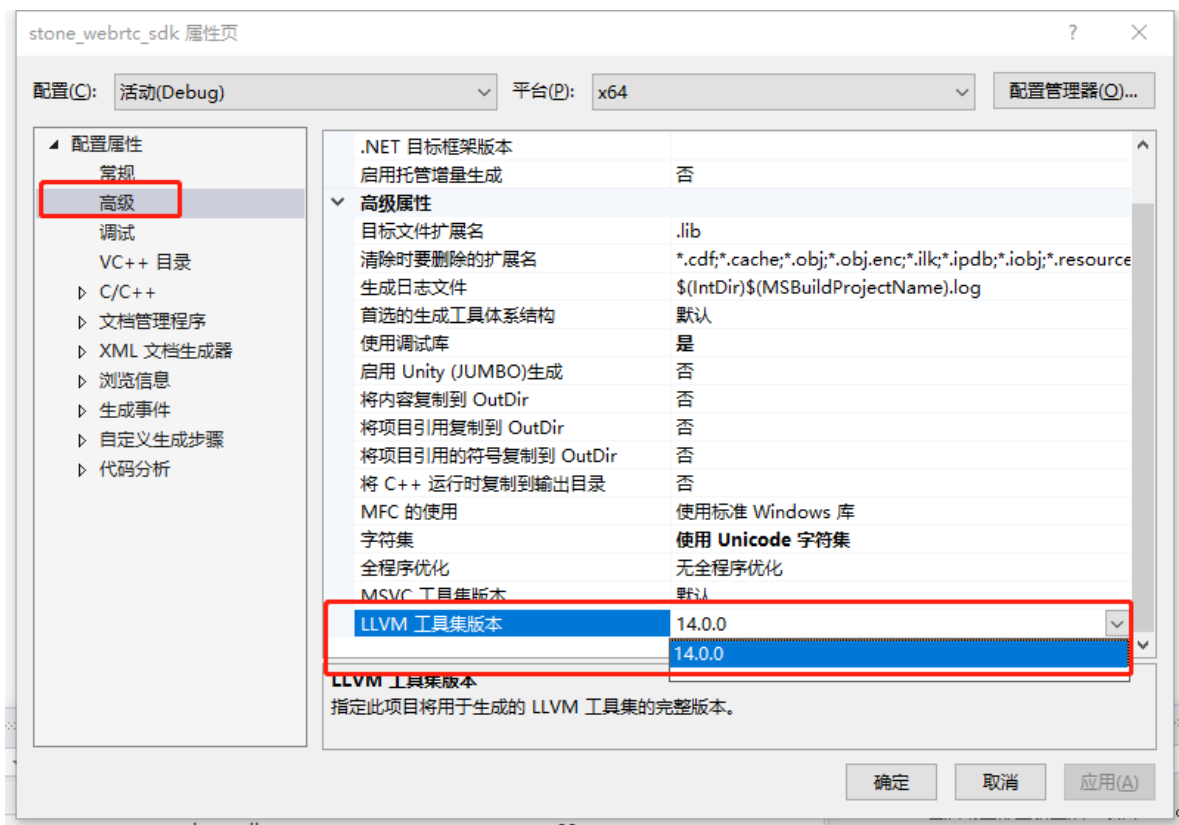 stone_webrtc_sdk 属性页
配置(C): 活动(Debug) 平台(P): x64 配置管理器(O)...
配置属性
常规
高级
调试
VC++ 目录
C/C++
文档管理程序
XML 文档生成器
浏览信息
生成事件
自定义生成步骤
代码分析
.NET 目标框架版本
启用托管增量生成 否
高级属性
目标文件扩展名 .lib
清除时要删除的扩展名 *.cdf;*.cache;*.obj;*.obj.enc;*.ilk;*.ipdb;*.iobj;*.resource
生成日志文件 $(IntDir)$(MSBuildProjectName).log
首选的生成工具体系结构 默认
使用调试库 是
启用 Unity (JUMBO)生成 否
将内容复制到 OutDir 否
将项目引用复制到 OutDir 否
将项目引用的符号复制到 OutDir 否
将 C++ 运行时复制到输出目录 否
MFC 的使用 使用标准 Windows 库
字符集 使用 Unicode 字符集
全程序优化 无全程序优化
MSVC 工具集版本 默认
LLVM 工具集版本 14.0.0
14.0.0
LLVM 工具集版本
指定此项目将用于生成的 LLVM 工具集的完整版本。
确定 取消 应用(A)